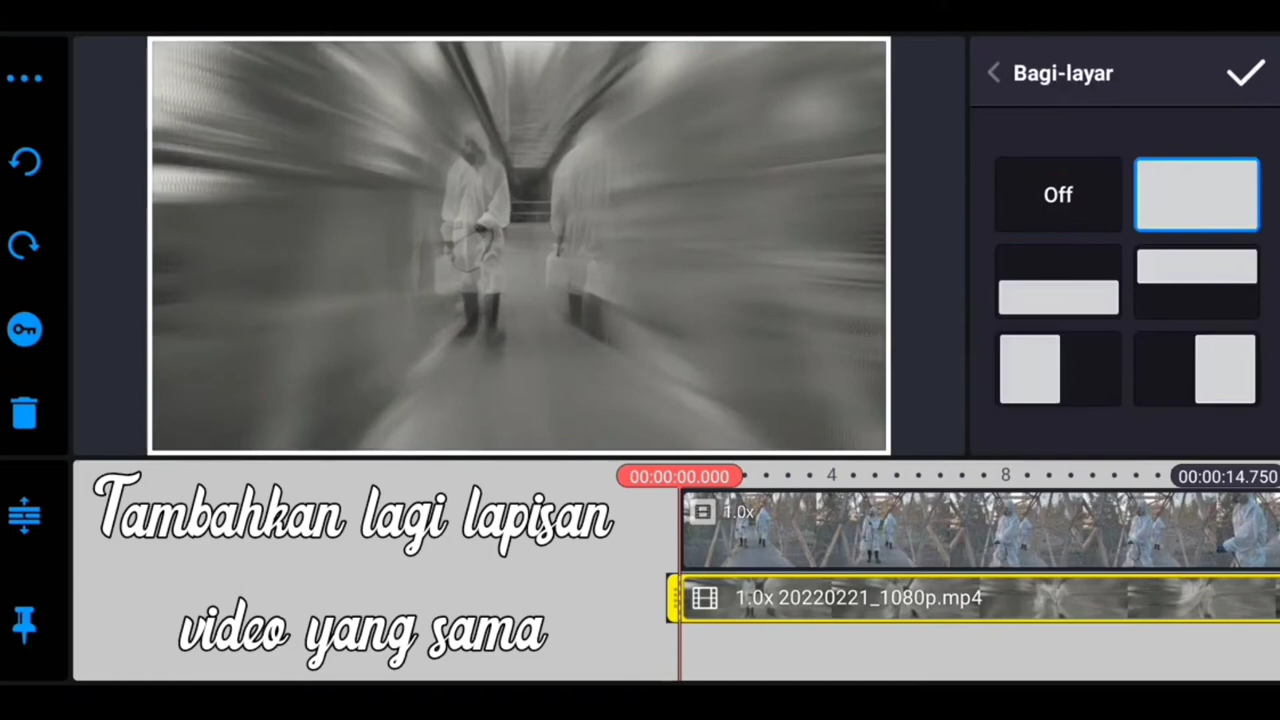 Bagi-layar
Off
00:00:00.000
4
8
00:00:14.750
1.0x
1.0x 20220221_1080p.mp4
Tambahkan lagi lapisan
video yang sama